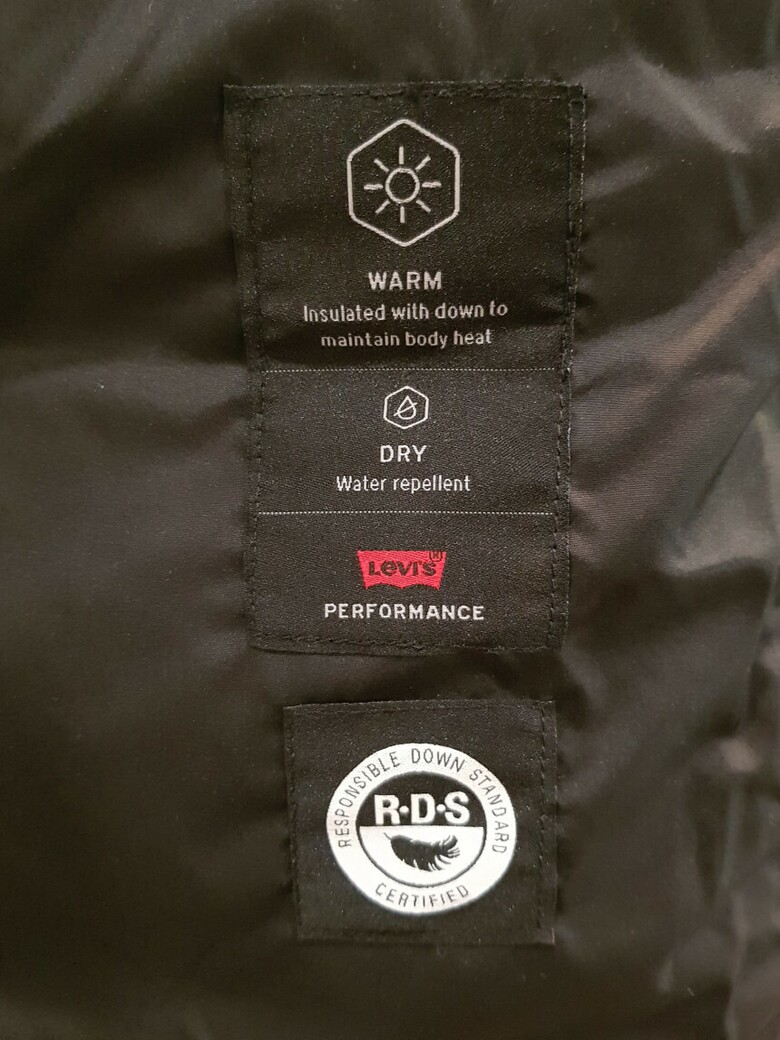 WARM
Insulated with down to
maintain body heat
DRY
Water repellent
Levi's®
PERFORMANCE
RESPONSIBLE DOWN STANDARD
R·D·S
CERTIFIED